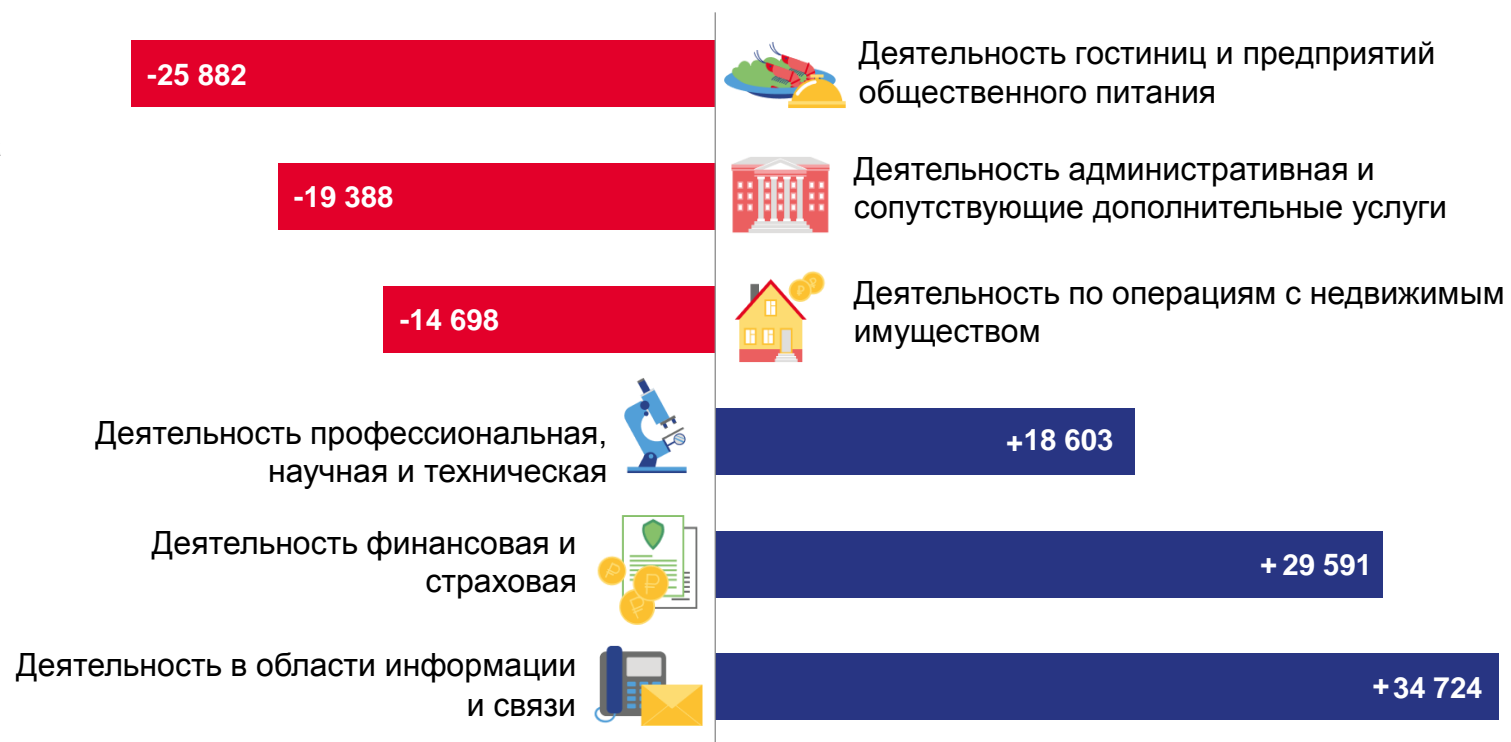 -25 882
Деятельность гостиниц и предприятий
общественного питания
-19 388
Деятельность административная и
сопутствующие дополнительные услуги
-14 698
Деятельность по операциям с недвижимым
имуществом
Деятельность профессиональная,
научная и техническая
+18 603
Деятельность финансовая и
страховая
+ 29 591
Деятельность в области информации
и связи
+ 34 724